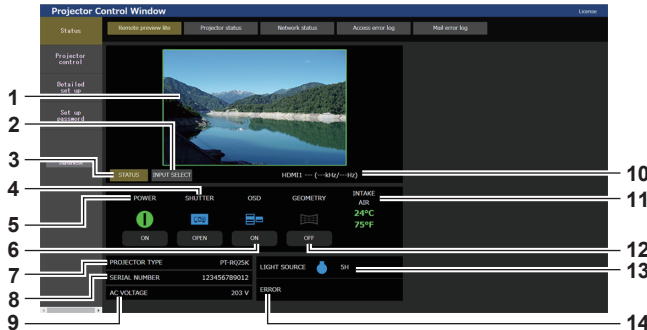 Projector Control Window
License
Status
Remote preview lite
Projector status
Network status
Access error log
Mail error log
Projector
control
Detailed
set up
Set up
password
1
2
3
STATUS
INPUT SELECT
HDMI1 --- (---kHz/---Hz)
10
4
POWER
SHUTTER
OSD
GEOMETRY
INTAKE
AIR
24°C
75°F
11
5
ON
OPEN
ON
OFF
6
12
7
PROJECTOR TYPE
PT-RQ25K
LIGHT SOURCE
5H
13
8
SERIAL NUMBER
123456789012
AC VOLTAGE
203 V
ERROR
9
14